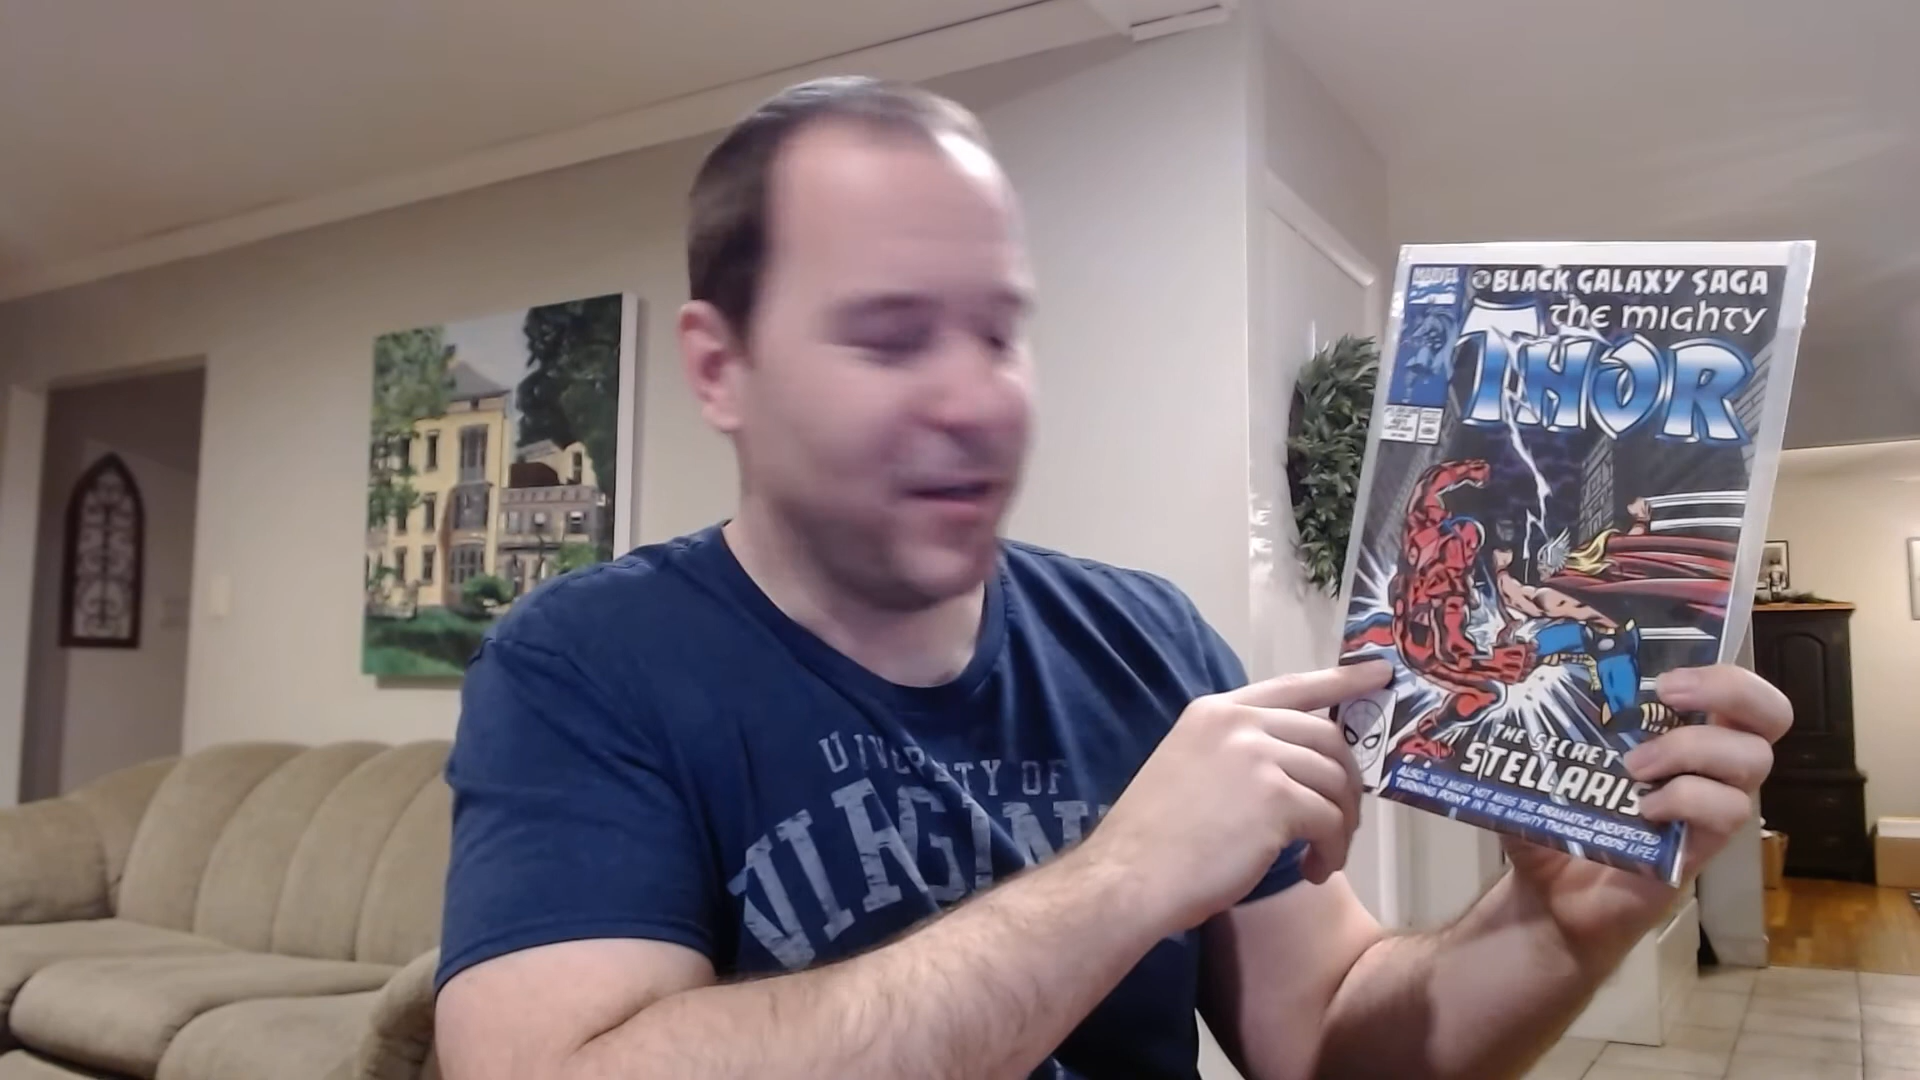 UNIVERSITY OF
VIRGINIA
MARVEL
THE BLACK GALAXY SAGA
the mighty
THOR
THE SECRET
STELLARIS
ALSO: YOU MUST NOT MISS THE DRAMATIC, UNEXPECTED
TURNING POINT IN THE MIGHTY THUNDER GOD'S LIFE!